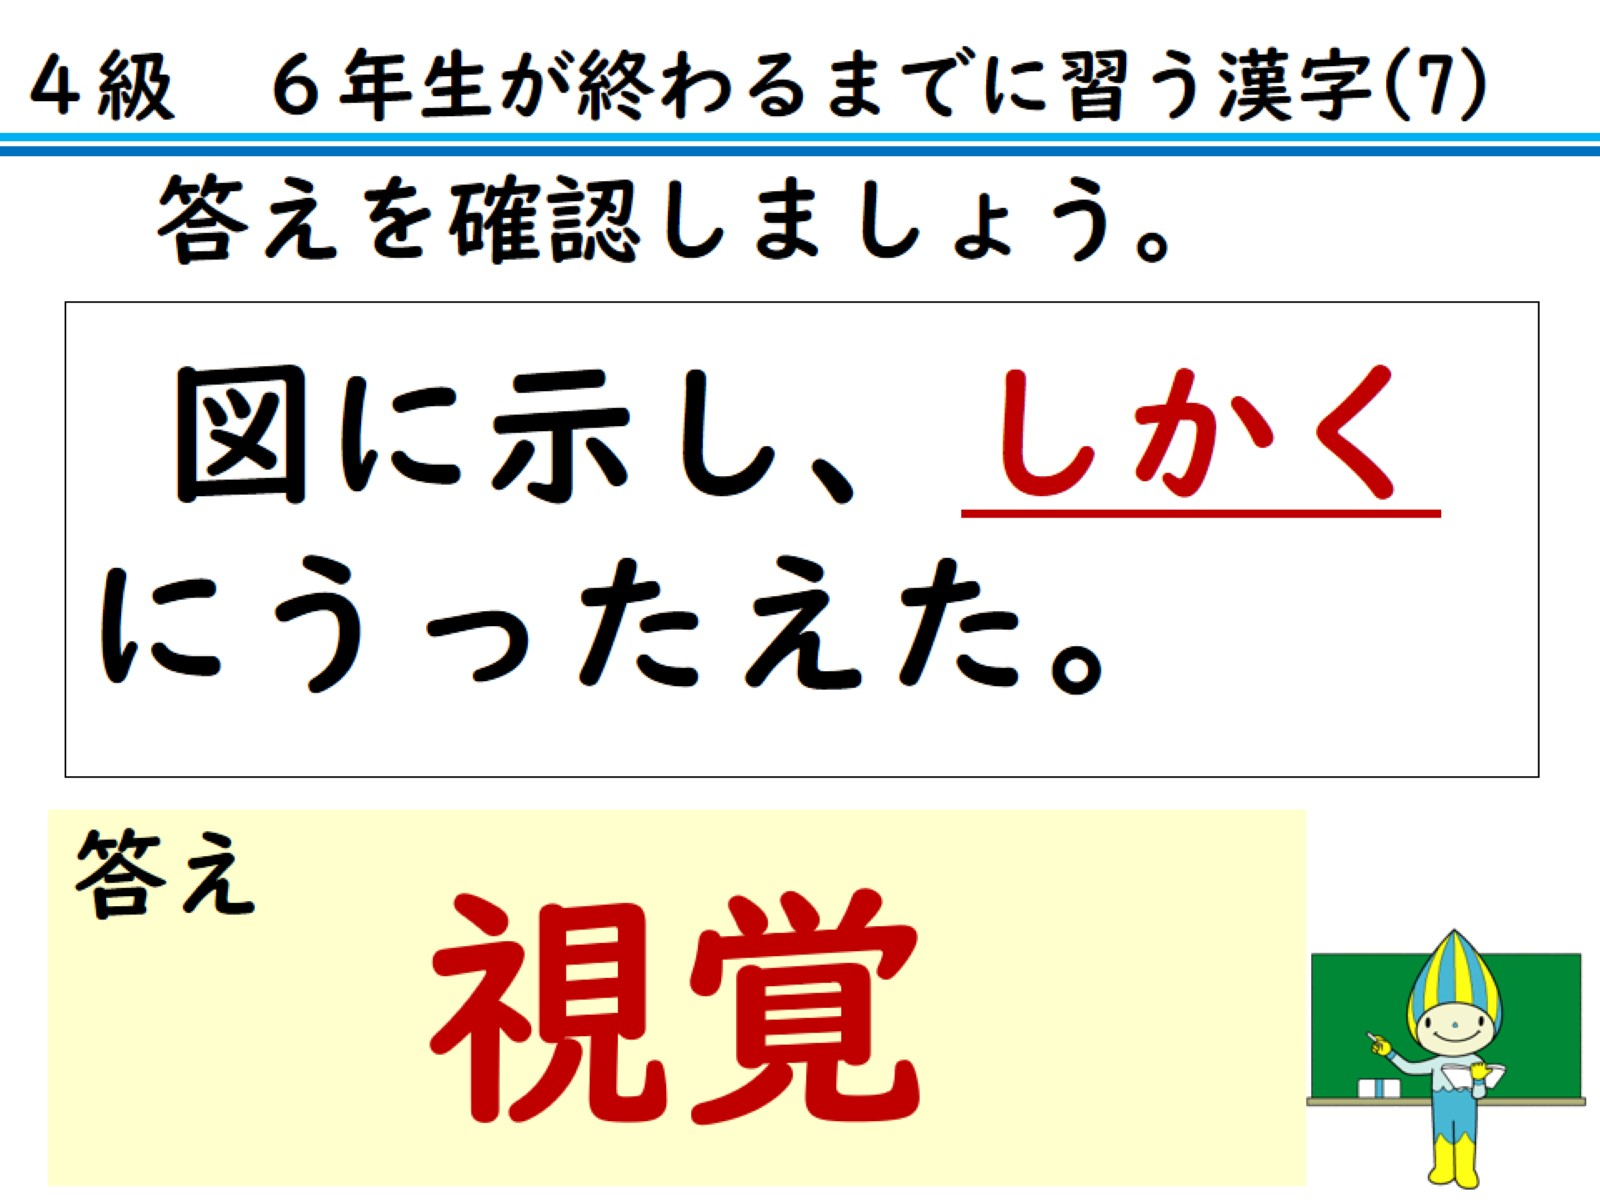 ４級　６年生が終わるまでに習う漢字(7)
答えを確認しましょう。
図に示し、しかく
にうったえた。
答え
視覚